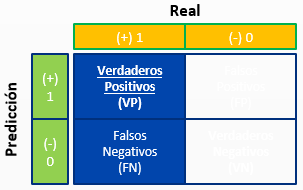 Real
(+) 1
(-) 0
Predicción
(+)
1
Verdaderos
Positivos
(VP)
(-)
0
Falsos
Negativos
(FN)